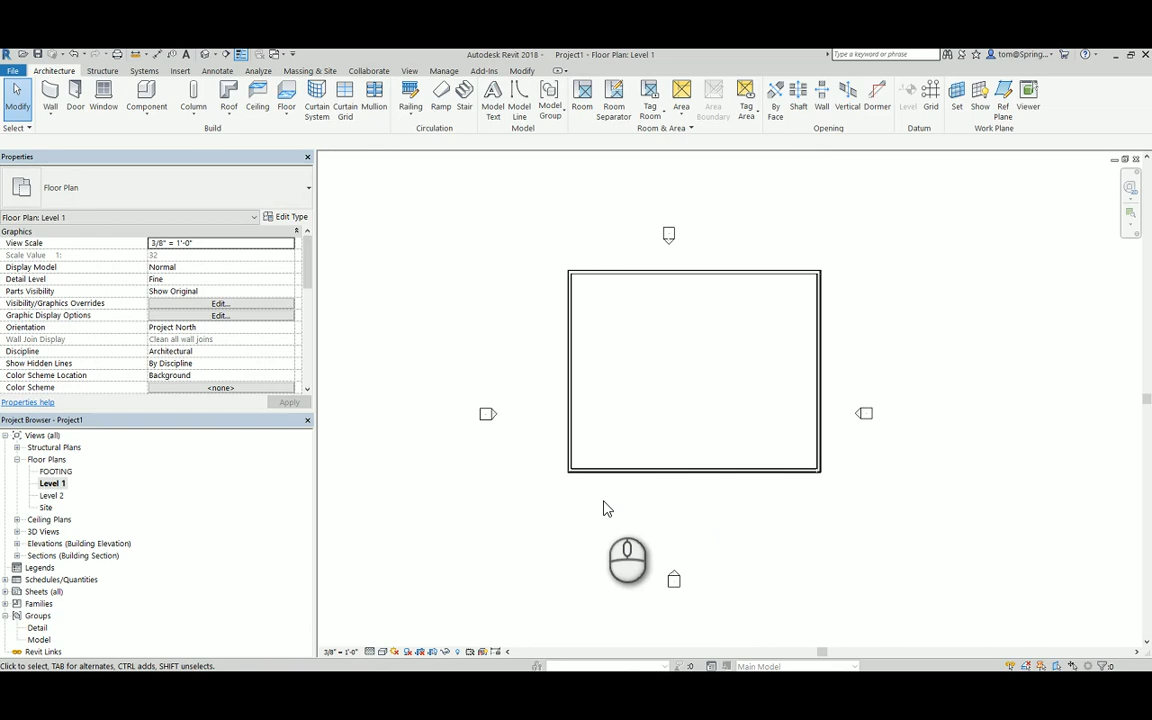 Autodesk Revit 2018 - Project1 - Floor Plan: Level 1
Type a keyword or phrase
tom@Spring...
File Architecture Structure Systems Insert Annotate Analyze Massing & Site Collaborate View Manage Add-Ins Modify
Modify Wall Door Window Component Column Roof Ceiling Floor Curtain System Curtain Grid Mullion Railing Ramp Stair Model Text Model Line Model Group Room Room Separator Tag Room Area Area Boundary Tag Area By Face Shaft Wall Vertical Dormer Level Grid Set Show Ref Plane Viewer
Select Build Circulation Model Room & Area Opening Datum Work Plane
Properties
Floor Plan
Floor Plan: Level 1 Edit Type
Graphics
View Scale 3/8" = 1'-0"
Scale Value 1: 32
Display Model Normal
Detail Level Fine
Parts Visibility Show Original
Visibility/Graphics Overrides Edit...
Graphic Display Options Edit...
Orientation Project North
Wall Join Display Clean all wall joins
Discipline Architectural
Show Hidden Lines By Discipline
Color Scheme Location Background
Color Scheme <none>
Properties help Apply
Project Browser - Project1
Views (all)
Structural Plans
Floor Plans
FOOTING
Level 1
Level 2
Site
Ceiling Plans
3D Views
Elevations (Building Elevation)
Sections (Building Section)
Legends
Schedules/Quantities
Sheets (all)
Families
Groups
Detail
Model
Revit Links
3/8" = 1'-0"
Click to select, TAB for alternates, CTRL adds, SHIFT unselects.
:0
Main Model
:0